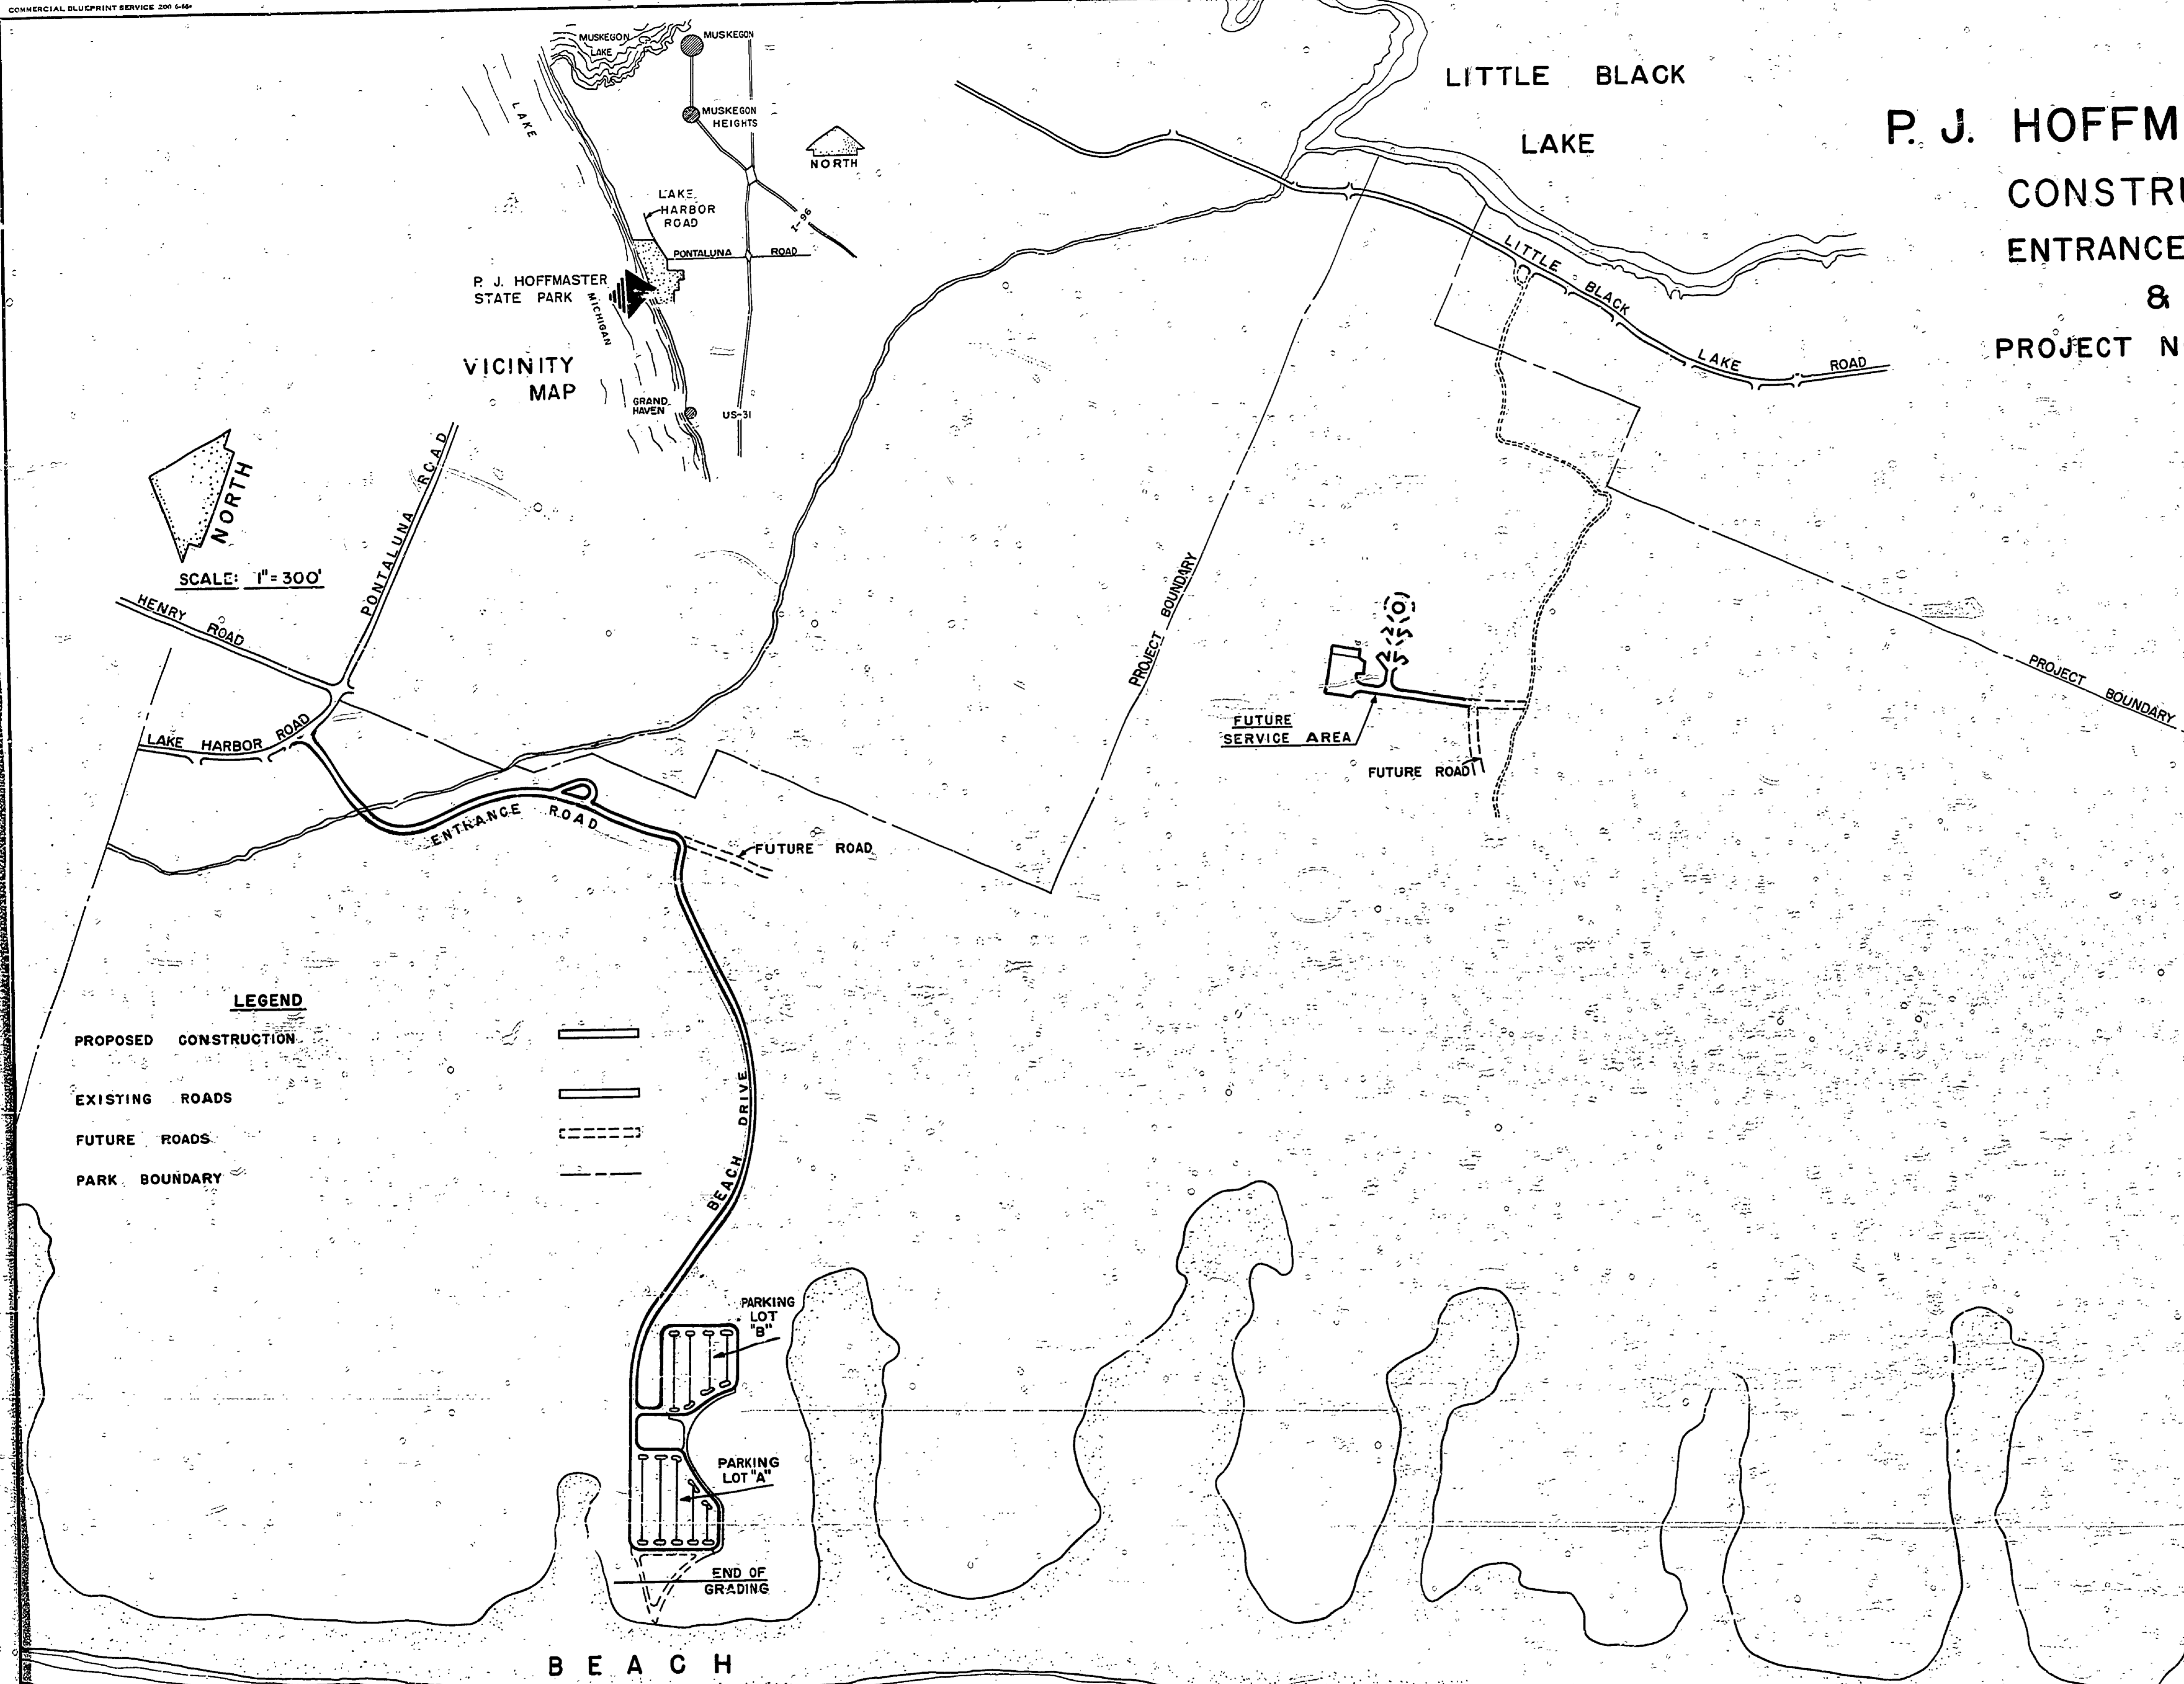 COMMERCIAL BLUEPRINT SERVICE 200 6-66
MUSKEGON
LAKE
MUSKEGON
MUSKEGON
HEIGHTS
LAKE
MICHIGAN
NORTH
LAKE
HARBOR
ROAD
I-96
PONTALUNA ROAD
P. J. HOFFMASTER
STATE PARK
VICINITY
MAP
GRAND
HAVEN
US-31
LITTLE BLACK
LAKE
P. J. HOFFM
CONSTRU
ENTRANCE
&
PROJECT N
LITTLE BLACK LAKE ROAD
NORTH
SCALE: 1"=300'
PONTALUNA ROAD
HENRY ROAD
LAKE HARBOR ROAD
ENTRANCE ROAD
FUTURE ROAD
PROJECT BOUNDARY
FUTURE
SERVICE AREA
FUTURE ROAD
PROJECT BOUNDARY
LEGEND
PROPOSED CONSTRUCTION
EXISTING ROADS
FUTURE ROADS
PARK BOUNDARY
BEACH DRIVE
PARKING
LOT
"B"
PARKING
LOT "A"
END OF
GRADING
BEACH